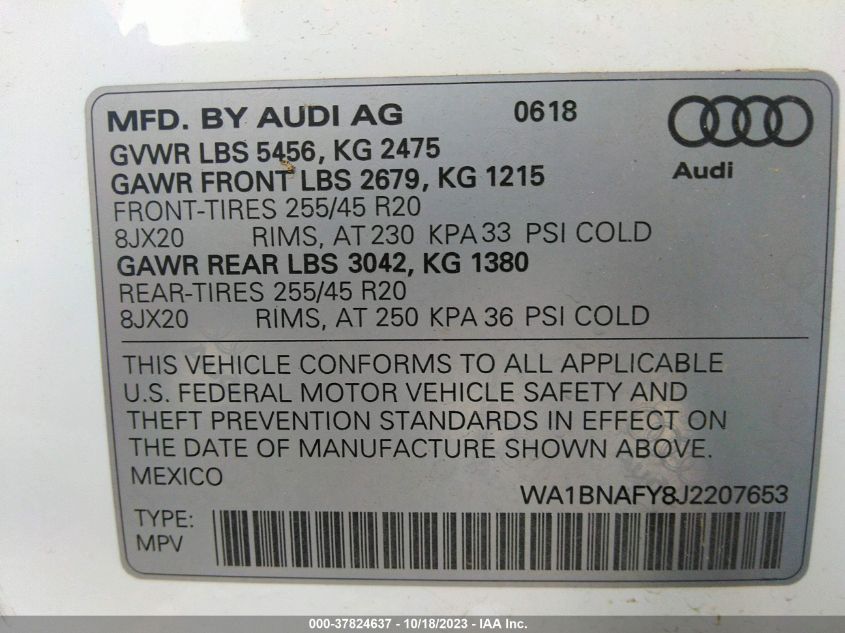 MFD. BY AUDI AG 0618
GVWR LBS 5456, KG 2475
GAWR FRONT LBS 2679, KG 1215
Audi
FRONT-TIRES 255/45 R20
8JX20 RIMS, AT 230 KPA 33 PSI COLD
GAWR REAR LBS 3042, KG 1380
REAR-TIRES 255/45 R20
8JX20 RIMS, AT 250 KPA 36 PSI COLD
THIS VEHICLE CONFORMS TO ALL APPLICABLE
U.S. FEDERAL MOTOR VEHICLE SAFETY AND
THEFT PREVENTION STANDARDS IN EFFECT ON
THE DATE OF MANUFACTURE SHOWN ABOVE.
MEXICO
WA1BNAFY8J2207653
TYPE:
MPV
000-37824637 - 10/18/2023 - IAA Inc.